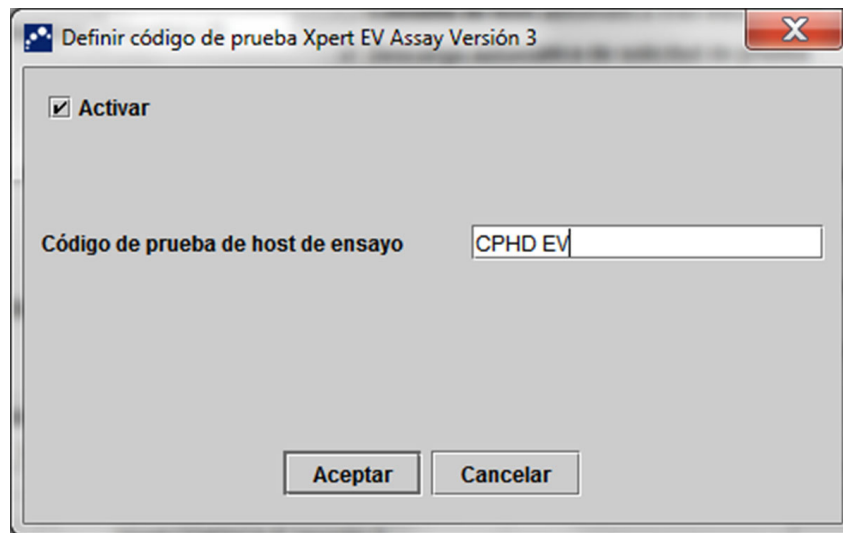 Definir código de prueba Xpert EV Assay Versión 3
Activar
Código de prueba de host de ensayo
CPHD EV
Aceptar
Cancelar